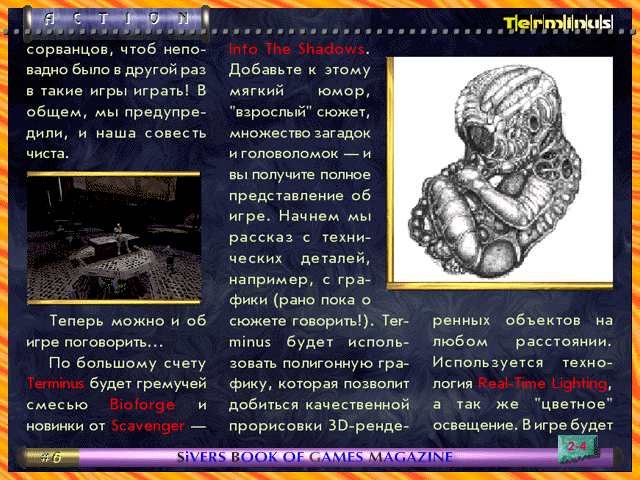 ACTION
Terminus
сорванцов, чтоб непо-
вадно было в другой раз
в такие игры играть! В
общем, мы предупре-
дили, и наша совесть
чиста.
Теперь можно и об
игре поговорить...
По большому счету
Terminus будет гремучей
смесью Bioforge и
новинки от Scavenger —
Into The Shadows.
Добавьте к этому
мягкий юмор,
"взрослый" сюжет,
множество загадок
и головоломок — и
вы получите полное
представление об
игре. Начнем мы
рассказ с техни-
ческих деталей,
например, с гра-
фики (рано пока о
сюжете говорить!). Ter-
minus будет исполь-
зовать полигонную гра-
фику, которая позволит
добиться качественной
прорисовки 3D-ренде-
ренных объектов на
любом расстоянии.
Используется техно-
логия Real-Time Lighting,
а так же "цветное"
освещение. В игре будет
#6
SiVERS BOOK OF GAMES MAGAZINE
2-4